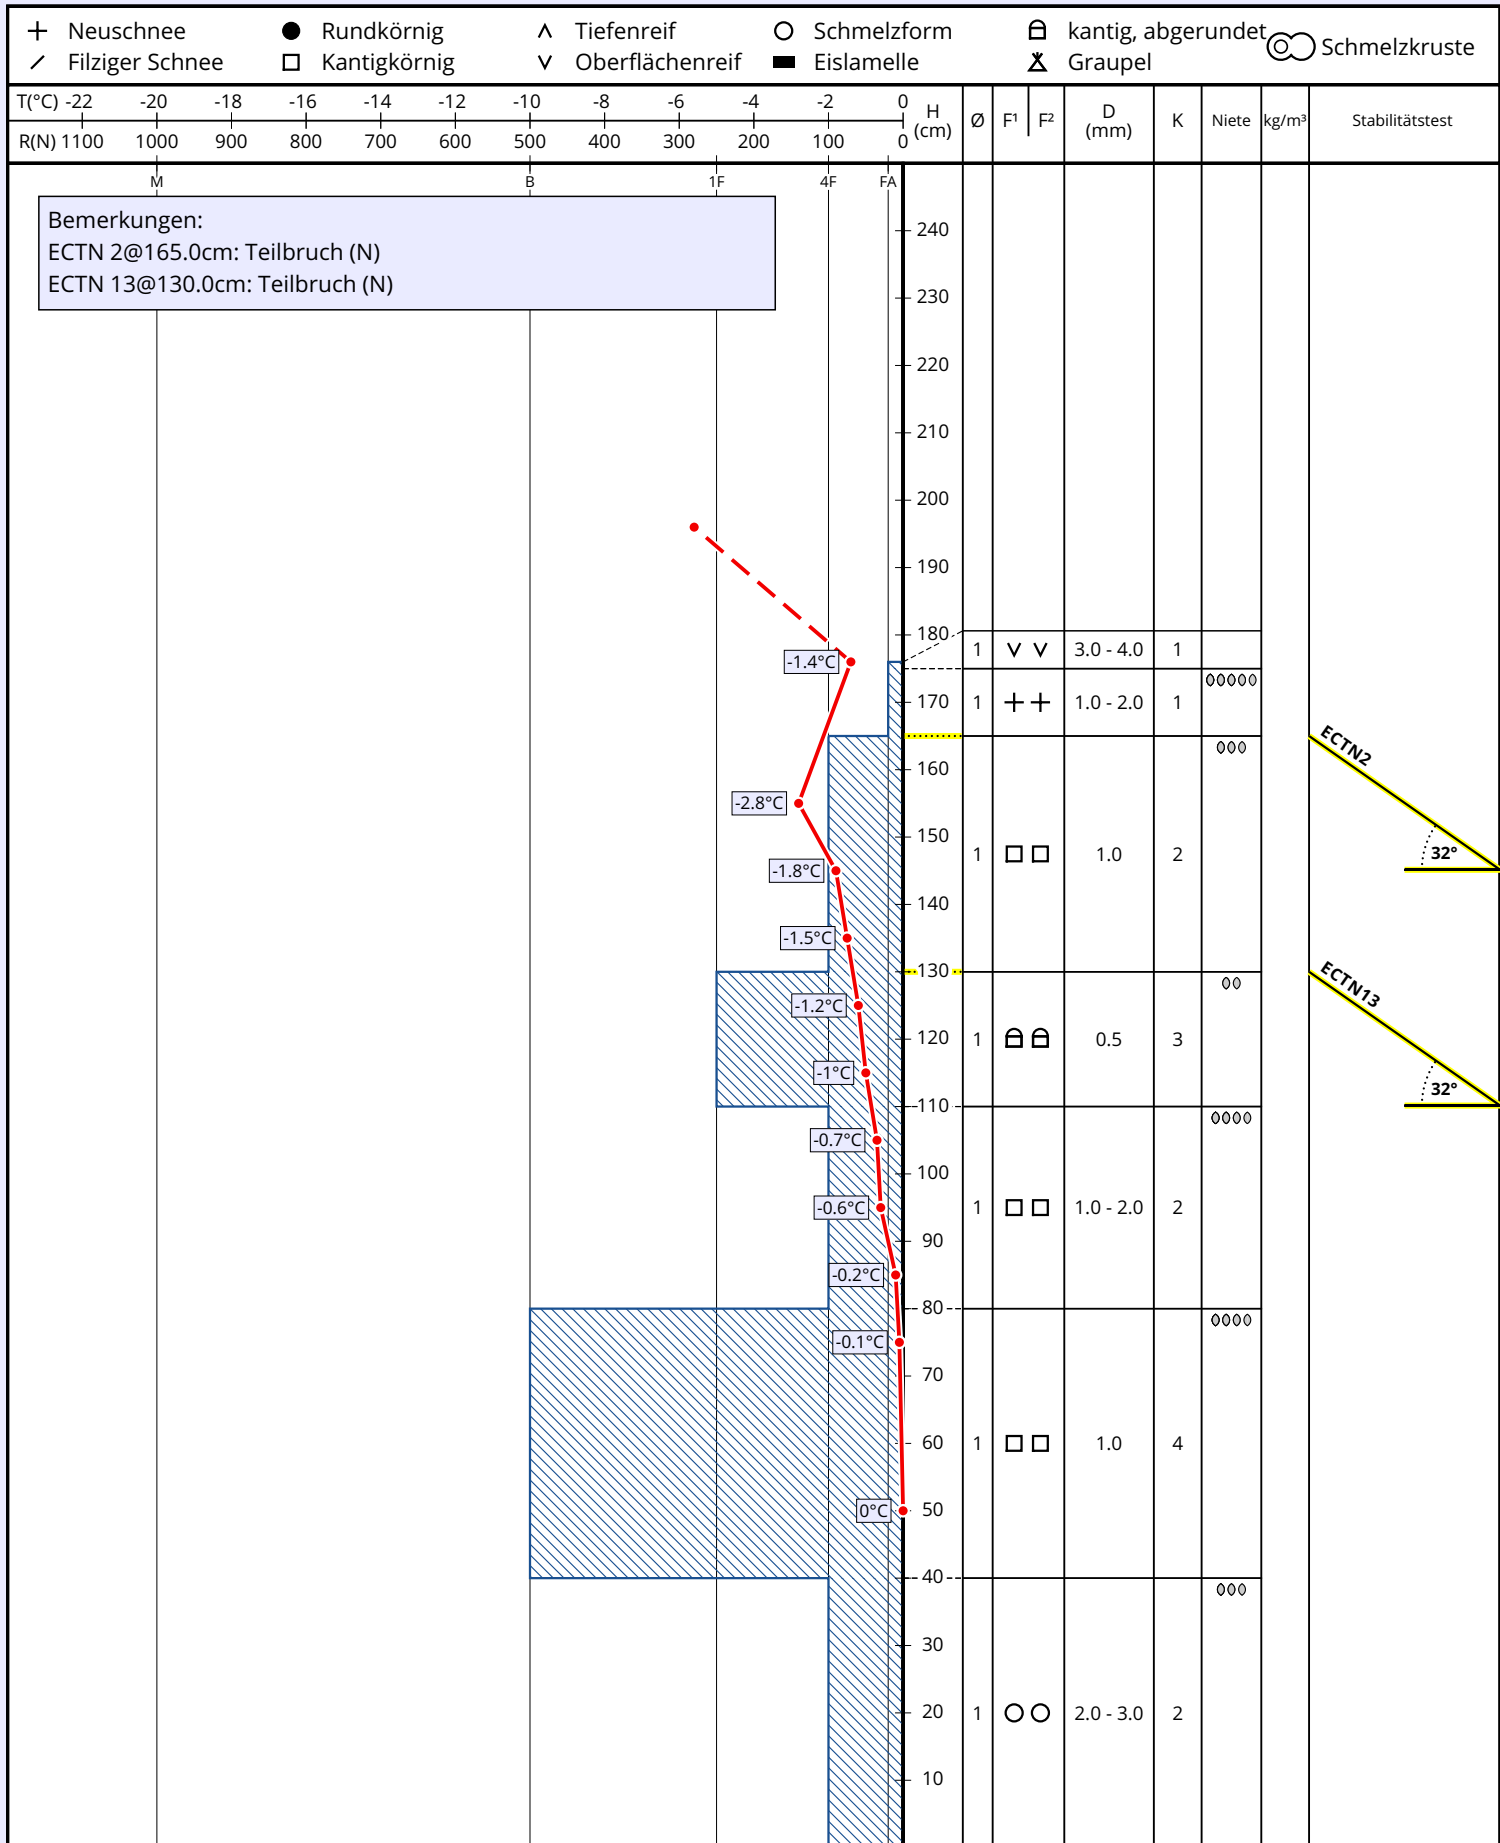 Neuschnee Rundkörnig Tiefenreif Schmelzform kantig, abgerundet Schmelzkruste
Filziger Schnee Kantigkörnig Oberflächenreif Eislamelle Graupel
T(°C) -22 -20 -18 -16 -14 -12 -10 -8 -6 -4 -2 0
R(N) 1100 1000 900 800 700 600 500 400 300 200 100 0
H (cm) Ø F¹ F² D (mm) K Niete kg/m³ Stabilitätstest
M B 1F 4F FA
Bemerkungen:
ECTN 2@165.0cm: Teilbruch (N)
ECTN 13@130.0cm: Teilbruch (N)
240
230
220
210
200
190
180
1 3.0 - 4.0 1
-1.4°C
170 1 1.0 - 2.0 1
ECTN2
160
-2.8°C
150
1 1.0 2 32°
-1.8°C
140
-1.5°C
130
ECTN13
-1.2°C
120 1 0.5 3
-1°C
32°
110
-0.7°C
100
-0.6°C 1 1.0 - 2.0 2
90
-0.2°C
80
-0.1°C
70
60 1 1.0 4
0°C 50
40
30
20 1 2.0 - 3.0 2
10